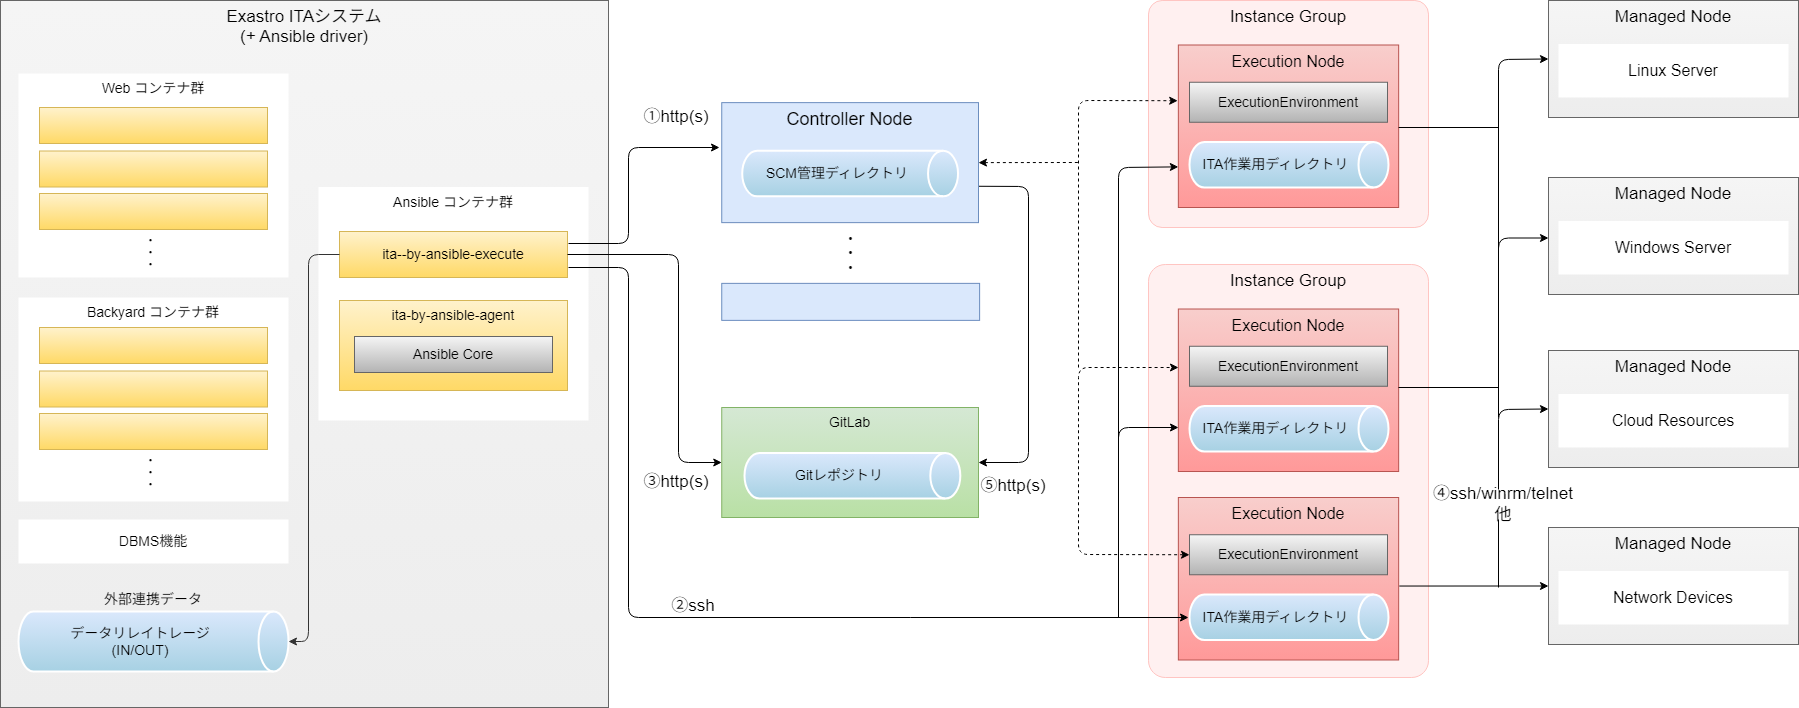 Exastro ITAシステム
(+ Ansible driver)
Web コンテナ群
Ansible コンテナ群
ita--by-ansible-execute
ita-by-ansible-agent
Ansible Core
Backyard コンテナ群
DBMS機能
外部連携データ
データリレイトレージ
(IN/OUT)
①http(s)
Controller Node
SCM管理ディレクトリ
GitLab
Gitレポジトリ
③http(s)
⑤http(s)
②ssh
Instance Group
Execution Node
ExecutionEnvironment
ITA作業用ディレクトリ
Instance Group
Execution Node
ExecutionEnvironment
ITA作業用ディレクトリ
Execution Node
ExecutionEnvironment
ITA作業用ディレクトリ
④ssh/winrm/telnet
他
Managed Node
Linux Server
Managed Node
Windows Server
Managed Node
Cloud Resources
Managed Node
Network Devices